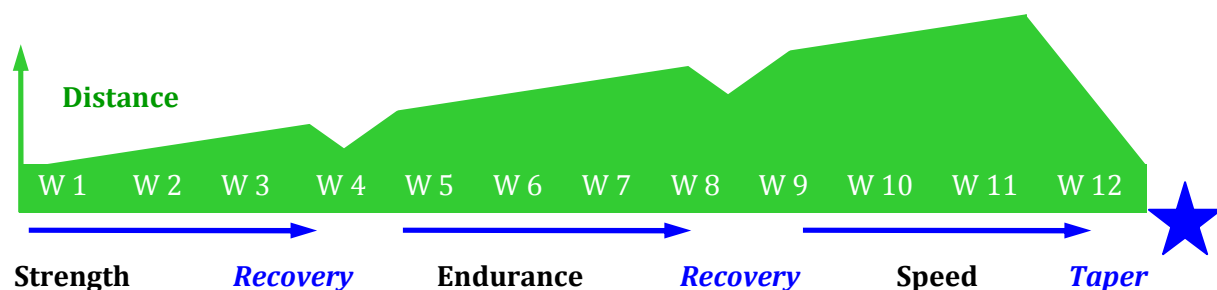 Distance
W 1 W 2 W 3 W 4 W 5 W 6 W 7 W 8 W 9 W 10 W 11 W 12
Strength Recovery Endurance Recovery Speed Taper